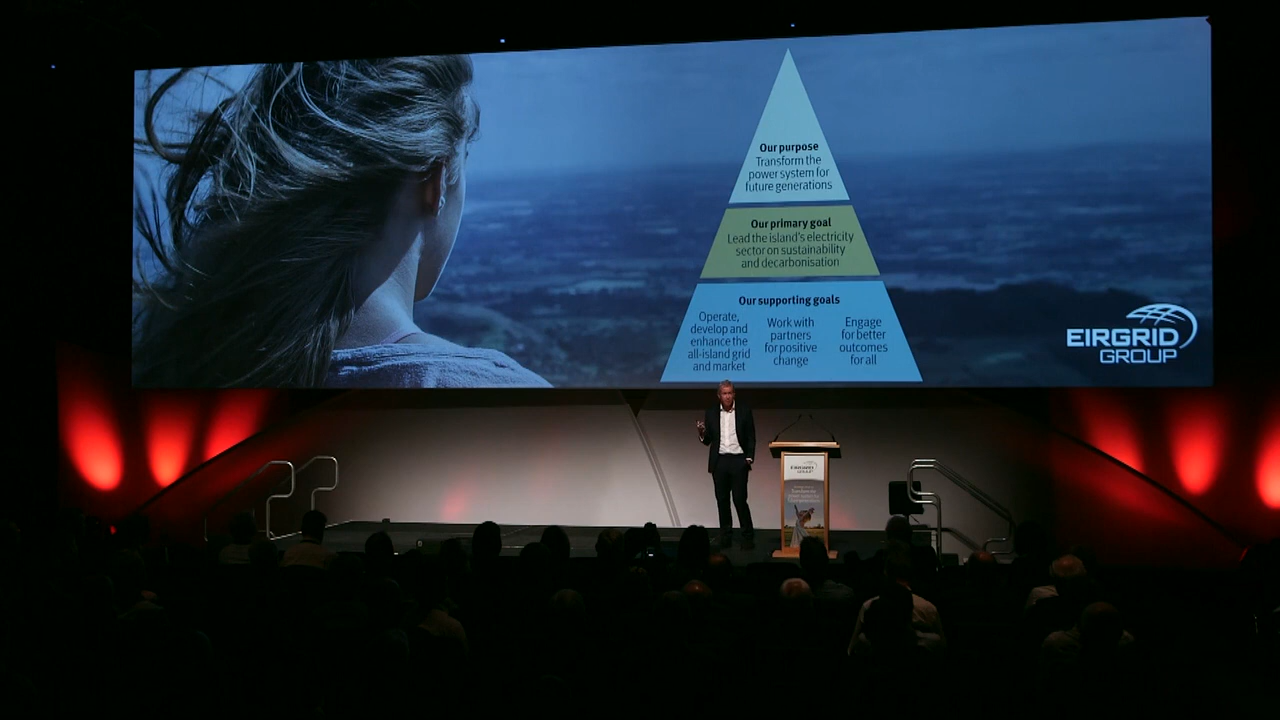 Our purpose
Transform the
power system for
future generations
Our primary goal
Lead the island's electricity
sector on sustainability
and decarbonisation
Our supporting goals
Operate,
develop and
enhance the
all-island grid
and market
Work with
partners
for positive
change
Engage
for better
outcomes
for all
EIRGRID
GROUP
EIRGRID
GROUP